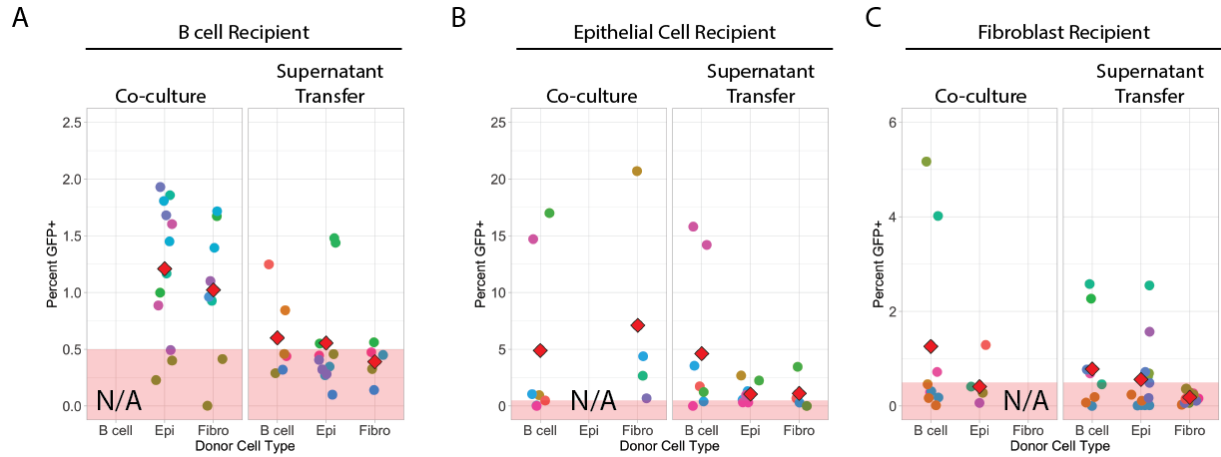 A
B cell Recipient
Co-culture
Supernatant
Transfer
Percent GFP+
2.5
2.0
1.5
1.0
0.5
0.0
N/A
B cell Epi Fibro B cell Epi Fibro
Donor Cell Type
B
Epithelial Cell Recipient
Co-culture
Supernatant
Transfer
Percent GFP+
25
20
15
10
5
0
N/A
B cell Epi Fibro B cell Epi Fibro
Donor Cell Type
C
Fibroblast Recipient
Co-culture
Supernatant
Transfer
Percent GFP+
6
4
2
0
N/A
B cell Epi Fibro B cell Epi Fibro
Donor Cell Type